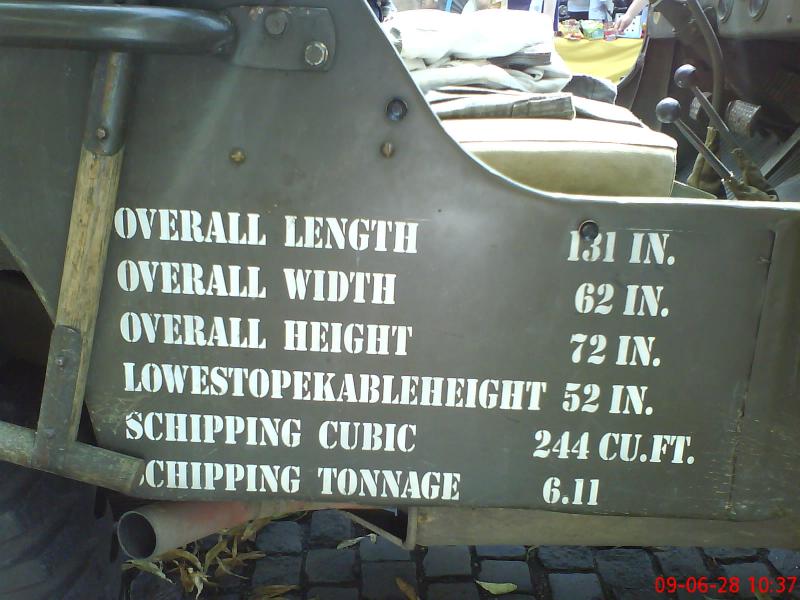 OVERALL LENGTH 131 IN.
OVERALL WIDTH 62 IN.
OVERALL HEIGHT 72 IN.
LOWESTOPEKABLEHEIGHT 52 IN.
SCHIPPING CUBIC 244 CU.FT.
SCHIPPING TONNAGE 6.11
09-06-28 10:37